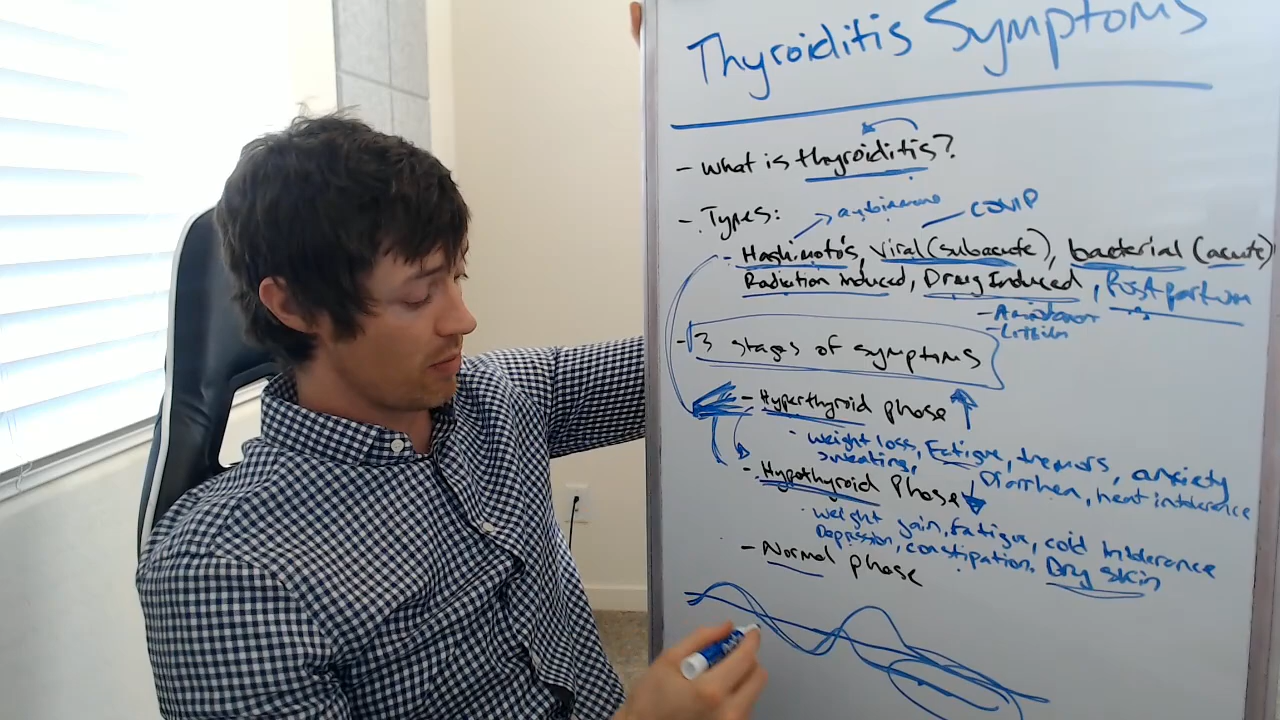 Thyroiditis Symptoms
- What is thyroiditis?
- Types:
autoimmune
COVID
- Hashimoto's, Viral (subacute), bacterial (acute)
Radiation induced, Drug Induced, Post partum
- Lithium
- 3 stages of symptoms
- Hyperthyroid phase
· weight loss, Fatigue, tremors, anxiety
sweating, Diarrhea, heat intolerance
- Hypothyroid Phase
· weight gain, fatigue, cold intolerance
Depression, constipation, Dry skin
- Normal phase